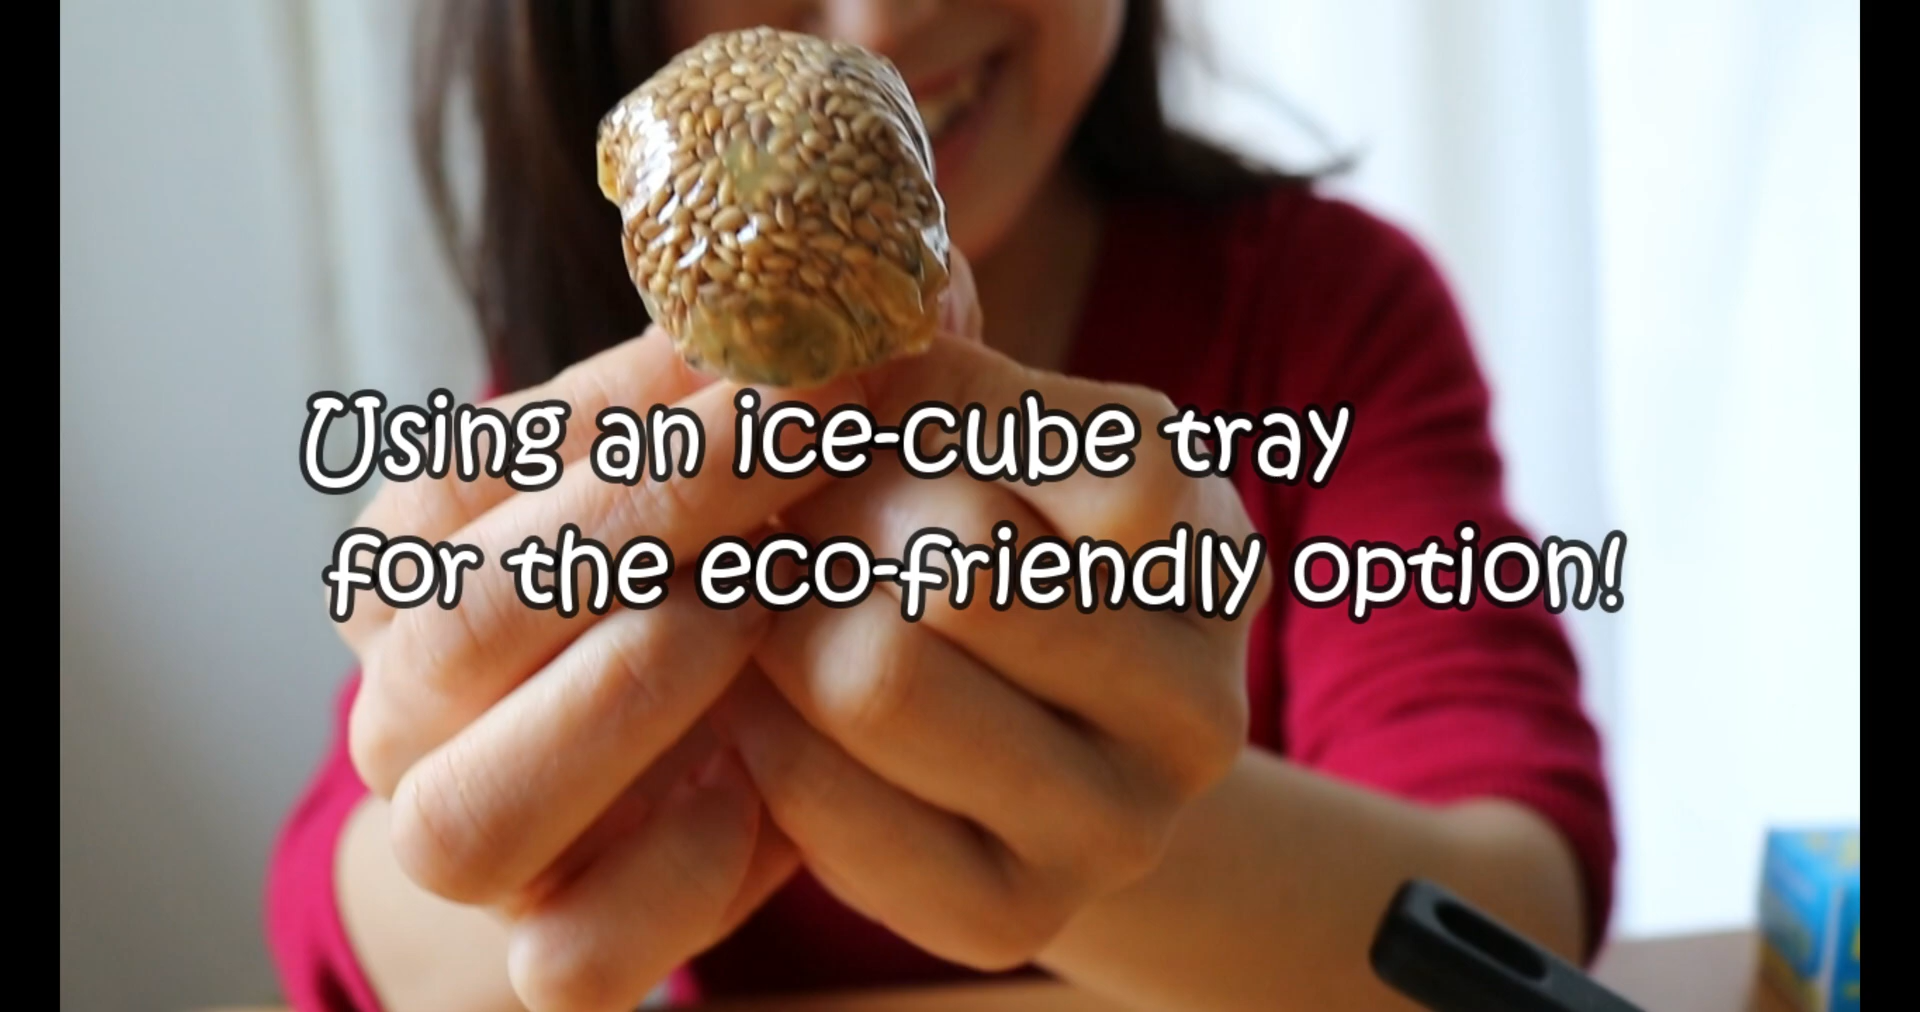 Using an ice-cube tray
for the eco-friendly option!